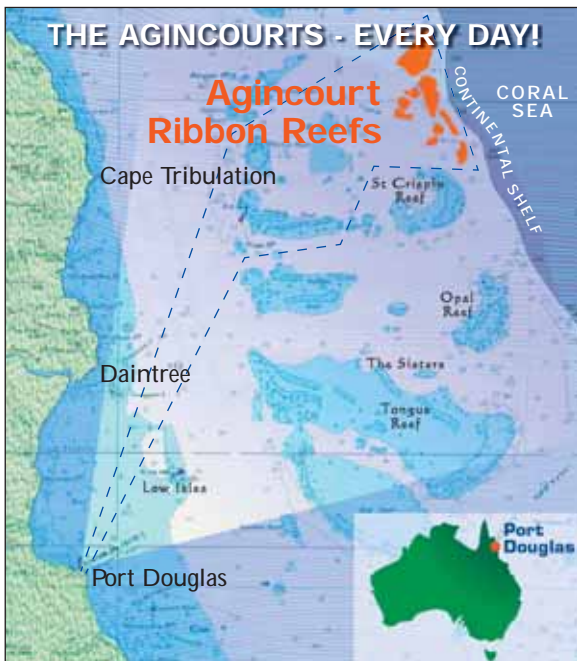 THE AGINCOURTS - EVERY DAY!
Agincourt
Ribbon Reefs
CONTINENTAL SHELF
CORAL
SEA
Cape Tribulation
St Crispin
Reef
Opal
Reef
Daintree
The Sisters
Tongue
Reef
Low Isles
Port Douglas
Port
Douglas